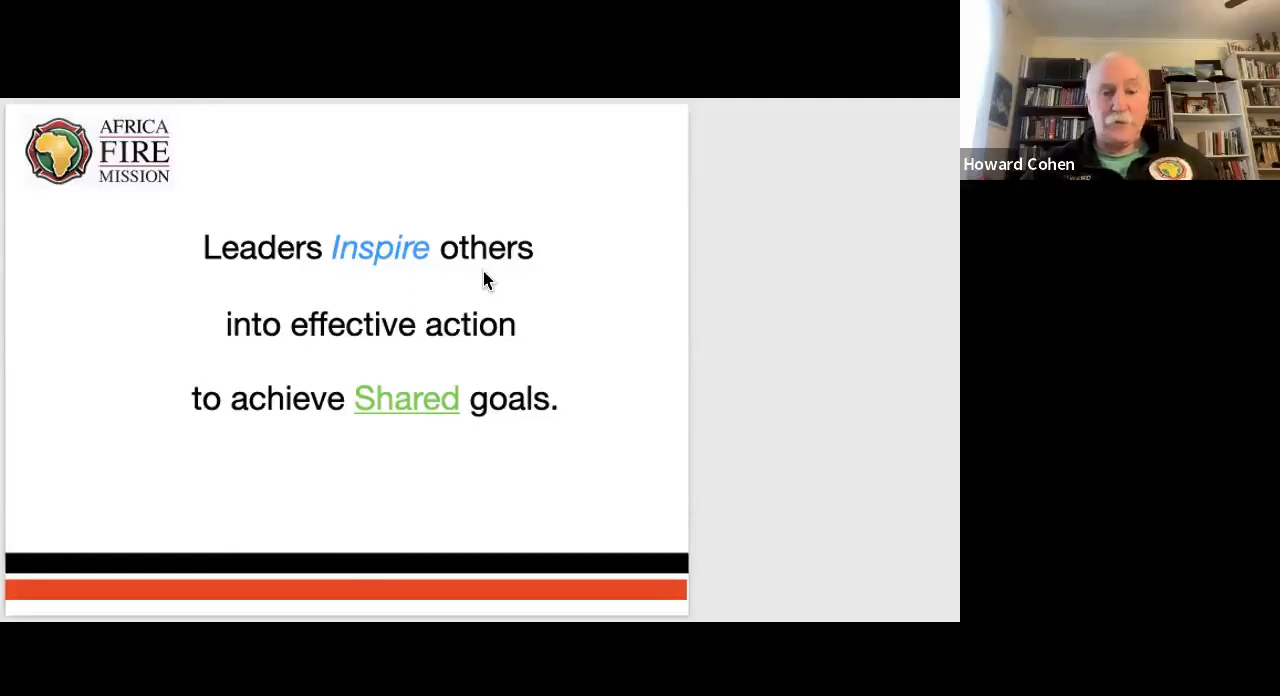 AFRICA
FIRE
MISSION
Leaders Inspire others
into effective action
to achieve Shared goals.
Howard Cohen